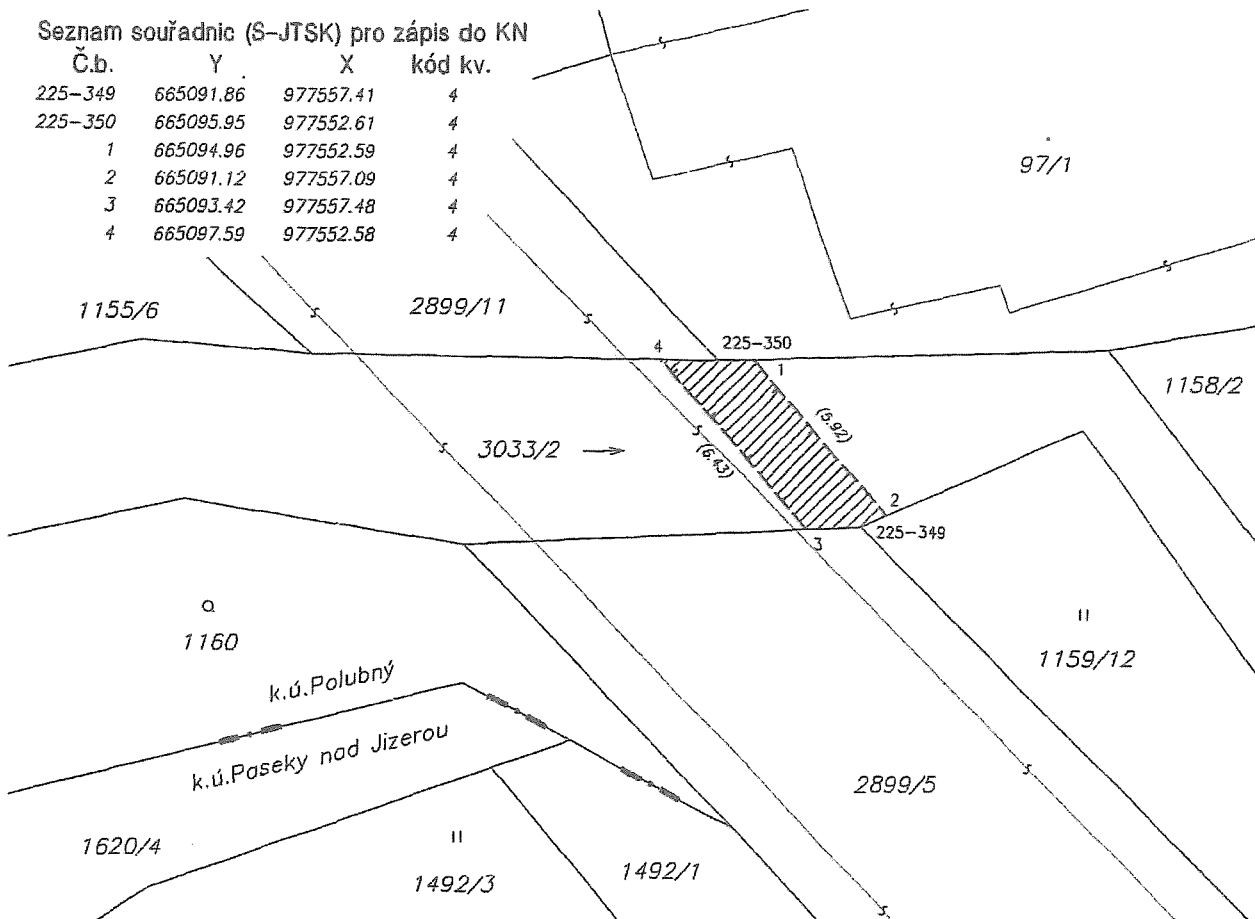 Seznam souřadnic (S-JTSK) pro zápis do KN
Č.b. Y X kód kv.
225-349 665091.86 977557.41 4
225-350 665095.95 977552.61 4
1 665094.96 977552.59 4
2 665091.12 977557.09 4
3 665093.42 977557.48 4
4 665097.59 977552.58 4
97/1
1155/6
2899/11
4
225-350
1
1158/2
(5.92)
3033/2
(6.43)
2
225-349
3
1160
1159/12
k.ú.Polubný
k.ú.Paseky nad Jizerou
2899/5
1620/4
1492/3
1492/1